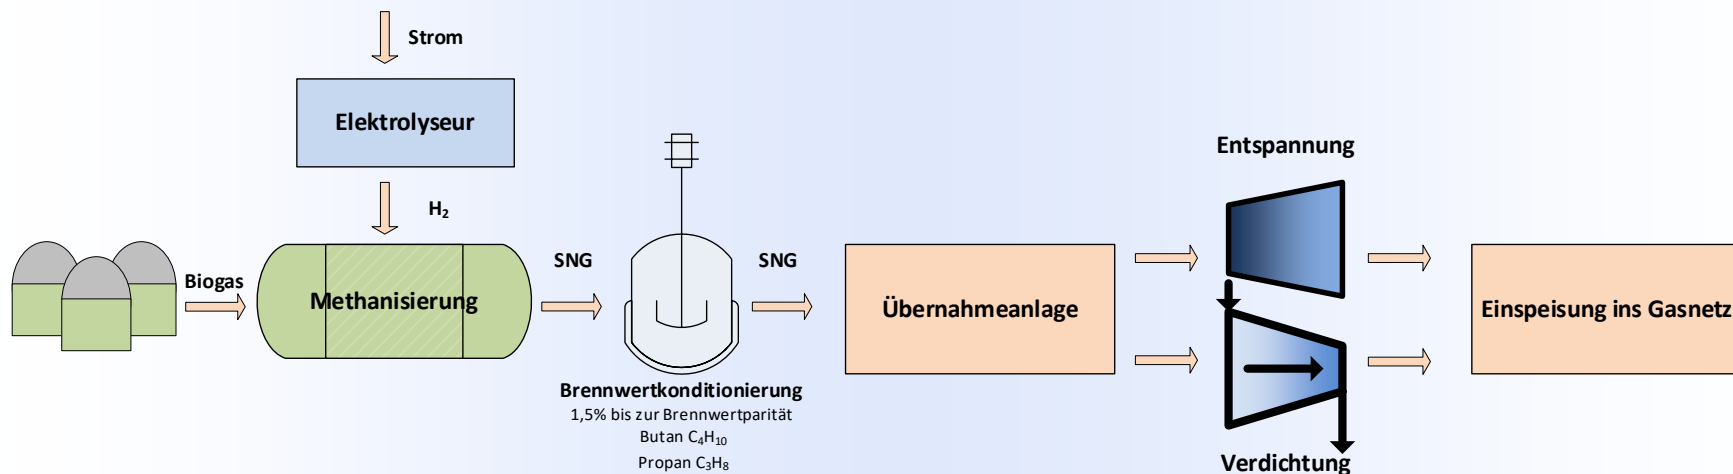 Strom
Elektrolyseur
H₂
Biogas
Methanisierung
SNG
Brennwertkonditionierung
1,5% bis zur Brennwertparität
Butan C₄H₁₀
Propan C₃H₈
SNG
Übernahmeanlage
Entspannung
Verdichtung
Einspeisung ins Gasnetz